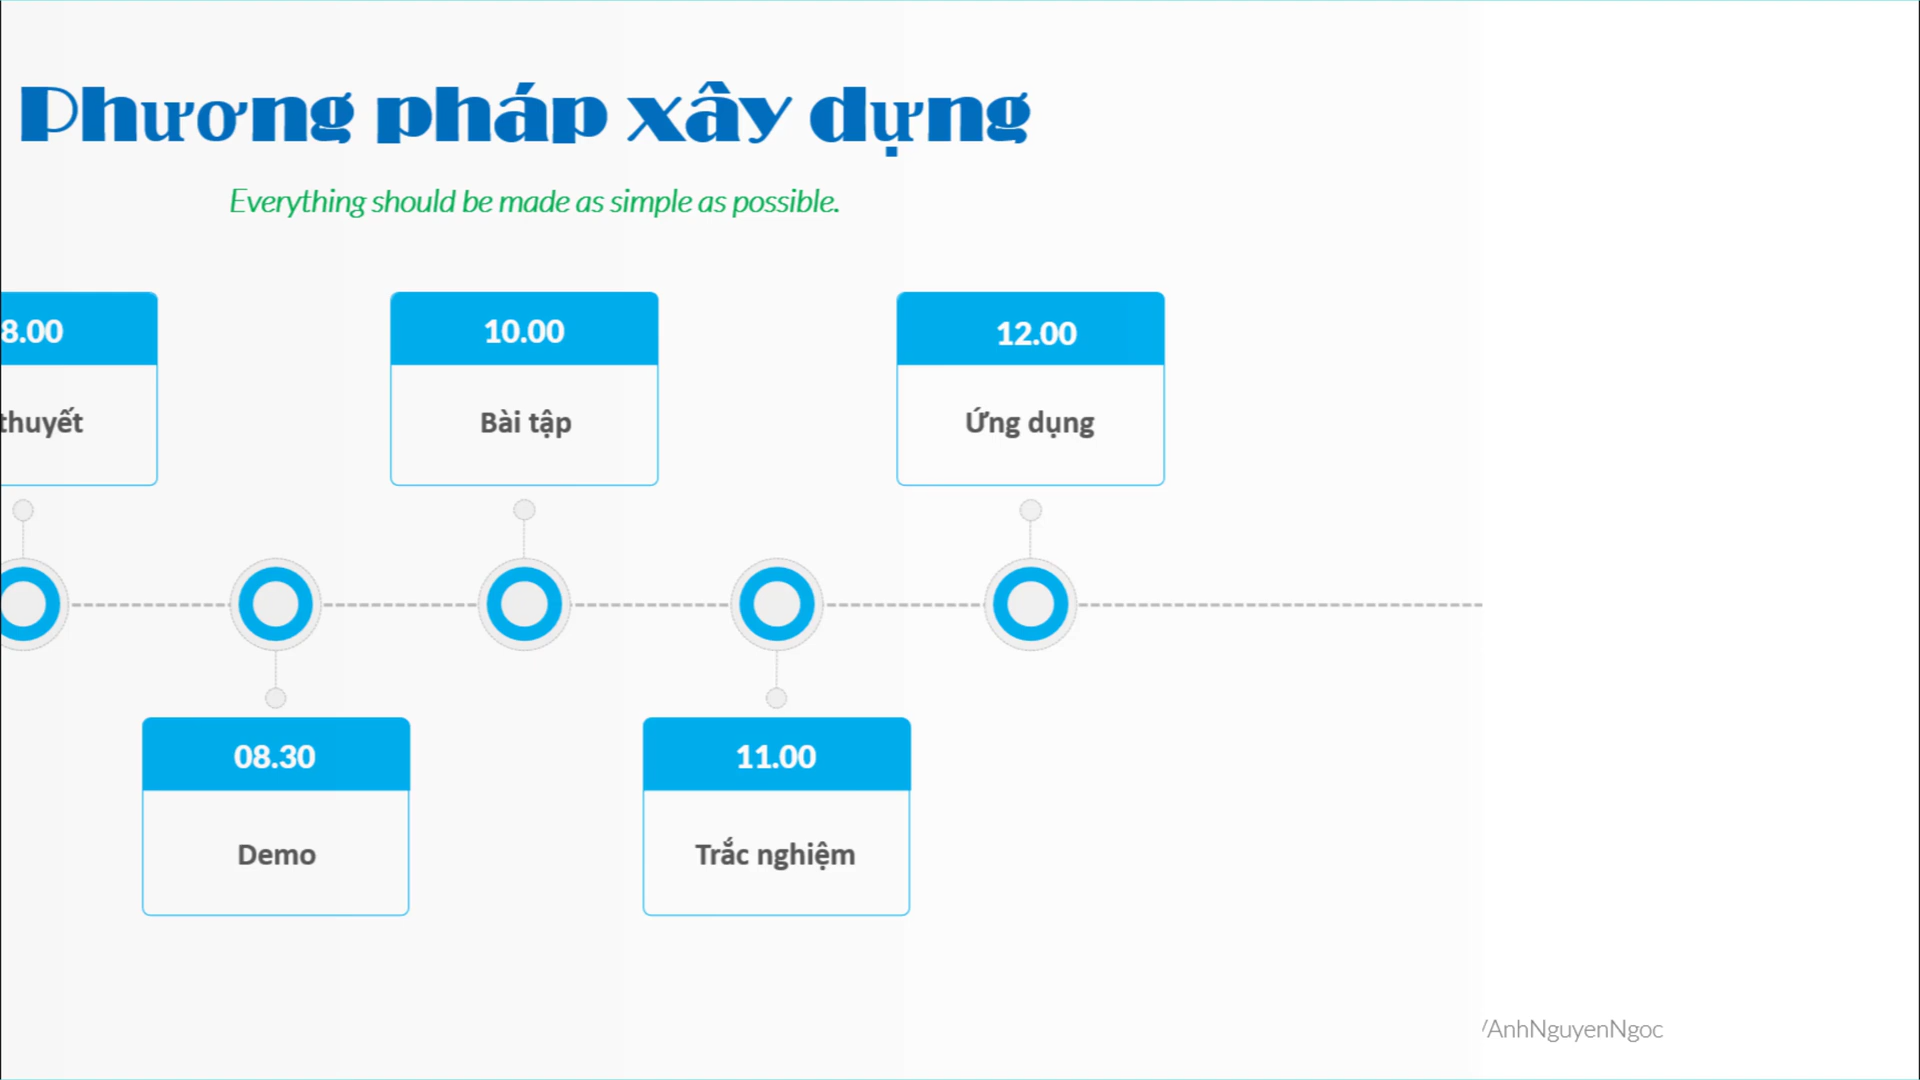 Phương pháp xây dựng
Everything should be made as simple as possible.
8.00
thuyết
10.00
Bài tập
12.00
Ứng dụng
08.30
Demo
11.00
Trắc nghiệm
/AnhNguyenNgoc